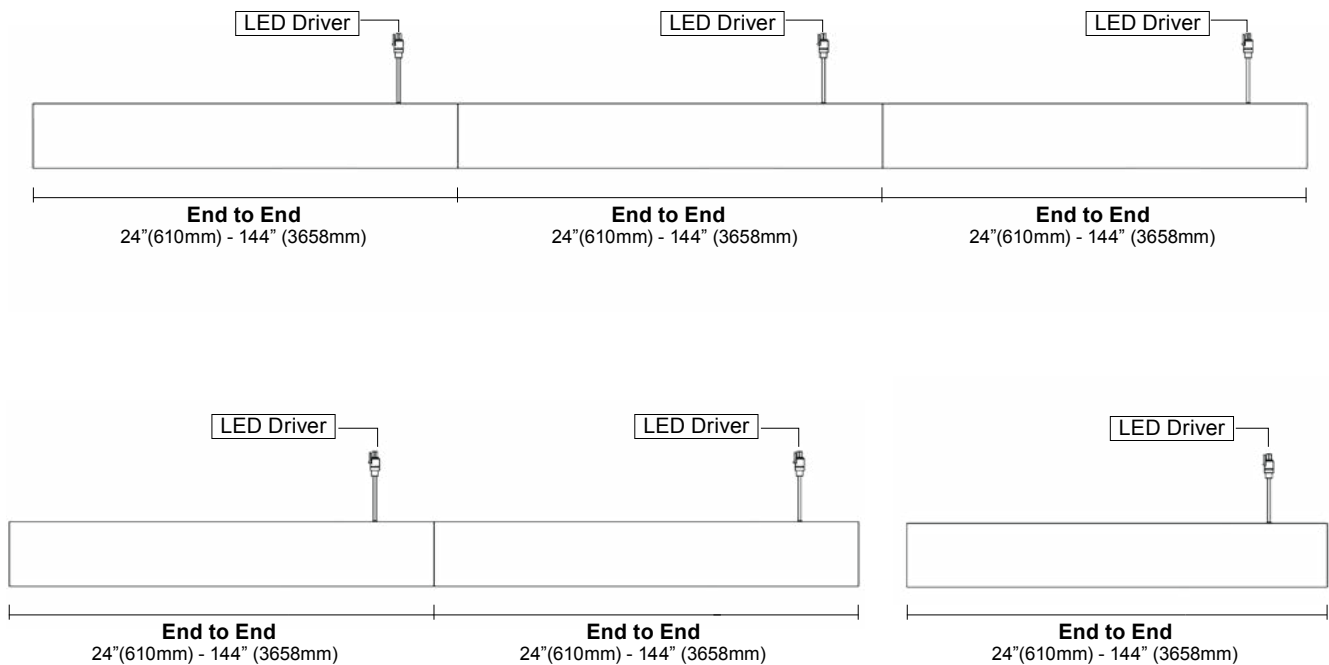 LED Driver
LED Driver
LED Driver
End to End
24”(610mm) - 144” (3658mm)
End to End
24”(610mm) - 144” (3658mm)
End to End
24”(610mm) - 144” (3658mm)
LED Driver
LED Driver
LED Driver
End to End
24”(610mm) - 144” (3658mm)
End to End
24”(610mm) - 144” (3658mm)
End to End
24”(610mm) - 144” (3658mm)